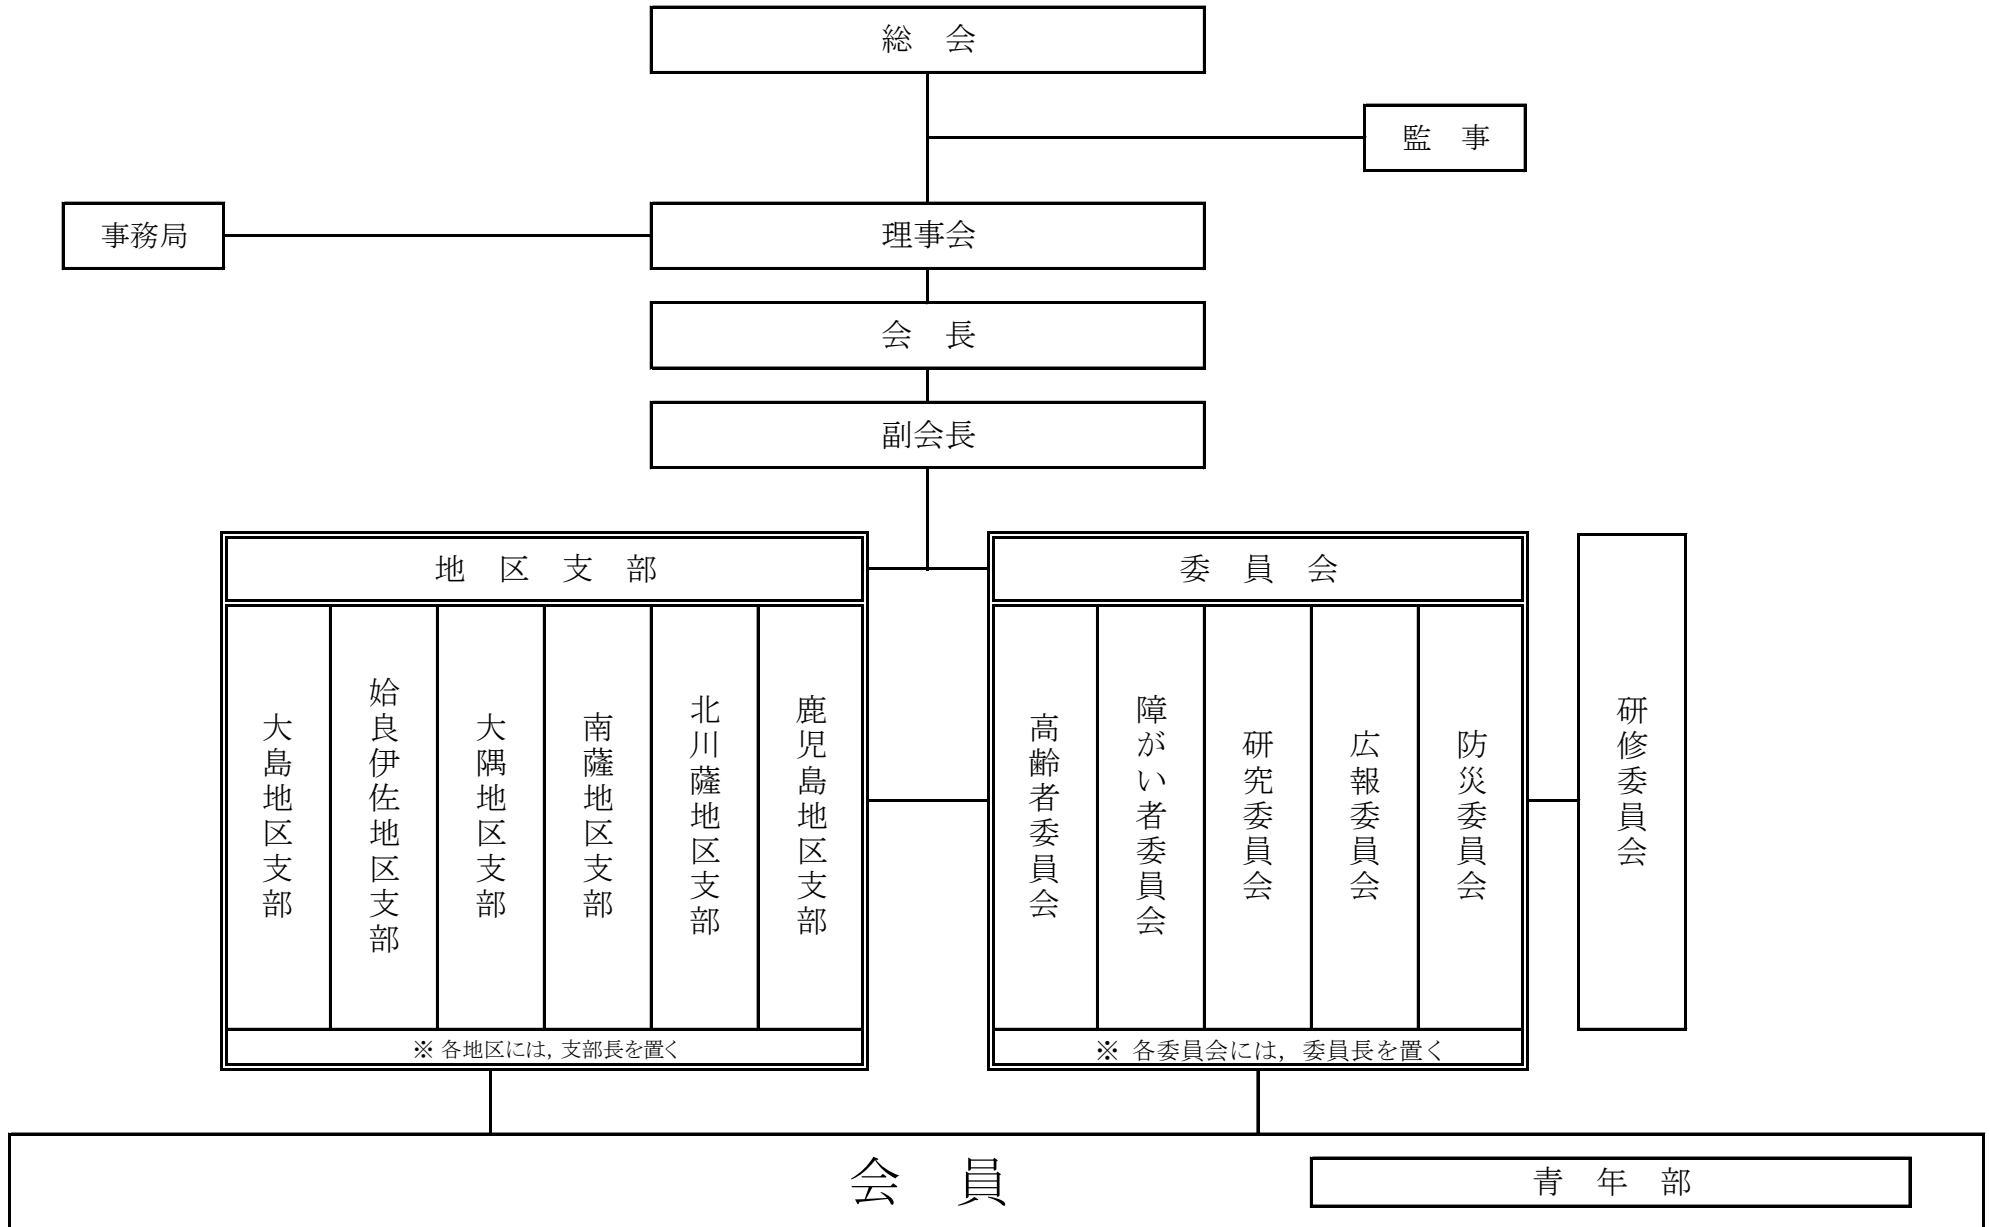 総　会
監　事
事務局
理事会
会　長
副会長
地　区　支　部
委　員　会
大島地区支部
姶良伊佐地区支部
大隅地区支部
南薩地区支部
北川薩地区支部
鹿児島地区支部
高齢者委員会
障がい者委員会
研究委員会
広報委員会
防災委員会
研修委員会
※ 各地区には, 支部長を置く
※ 各委員会には, 委員長を置く
会　員
青　年　部